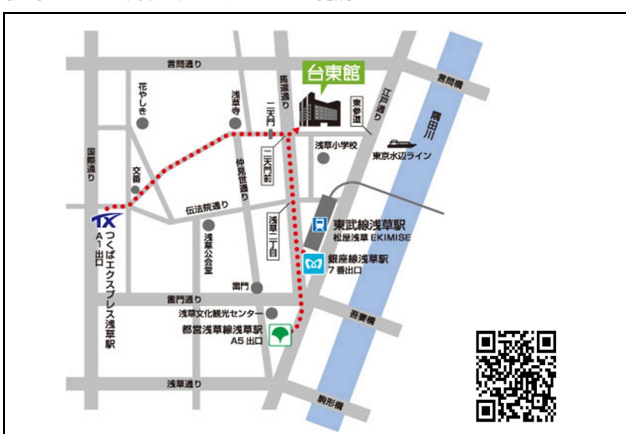 言問通り
台東館
花やしき
浅草寺
二天門
馬道通り
東参道
江戸通り
言問橋
隅田川
国際通り
交番
仲見世通り
二天門前
浅草小学校
東京水辺ライン
伝法院通り
浅草二丁目
TX
つくばエクスプレス浅草駅
A1出口
浅草公会堂
東武線浅草駅
松屋浅草 EKIMISE
銀座線浅草駅
7番出口
雷門
雷門通り
浅草文化観光センター
吾妻橋
都営浅草線浅草駅
A5出口
浅草通り
駒形橋